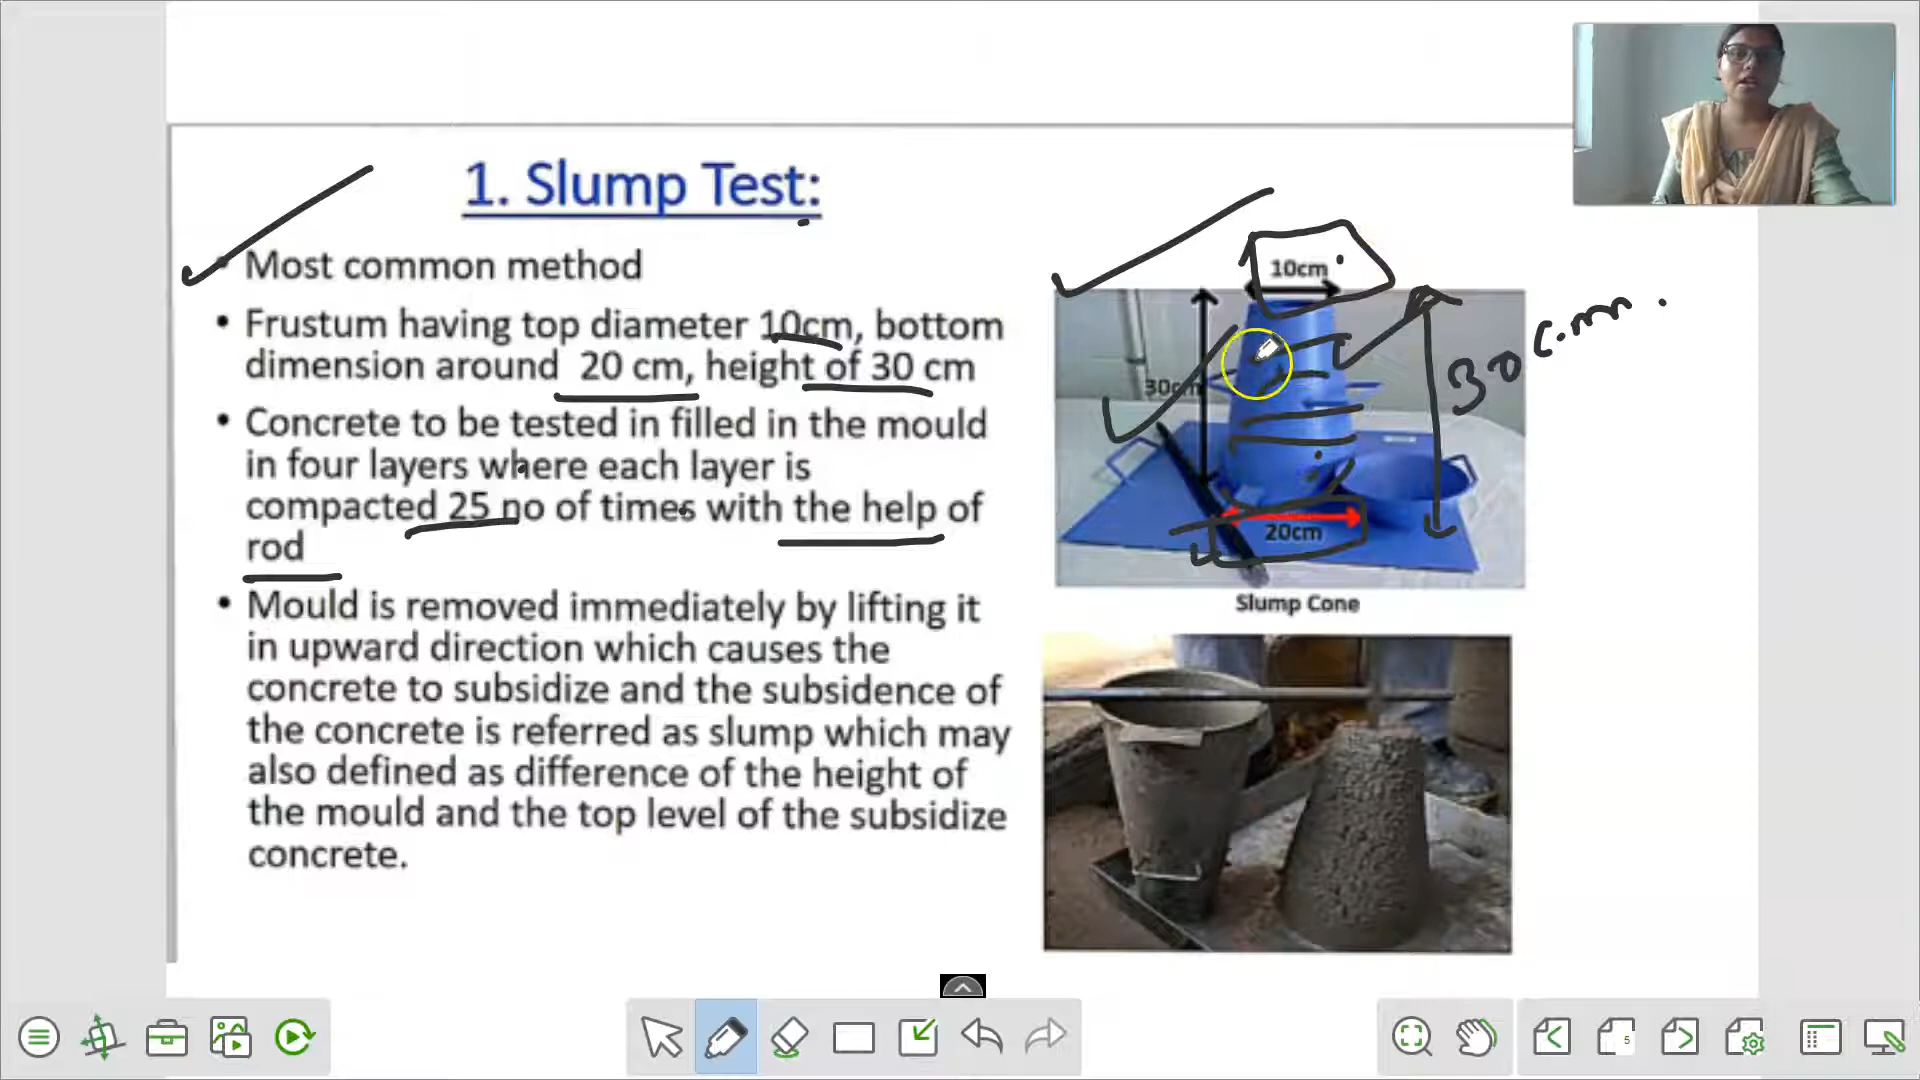 1. Slump Test:
• Most common method
• Frustum having top diameter 10cm, bottom
dimension around 20 cm, height of 30 cm
• Concrete to be tested in filled in the mould
in four layers where each layer is
compacted 25 no of times with the help of
rod
• Mould is removed immediately by lifting it
in upward direction which causes the
concrete to subsidize and the subsidence of
the concrete is referred as slump which may
also defined as difference of the height of
the mould and the top level of the subsidize
concrete.
10cm
30cm
30 c.m.
20cm
Slump Cone
5